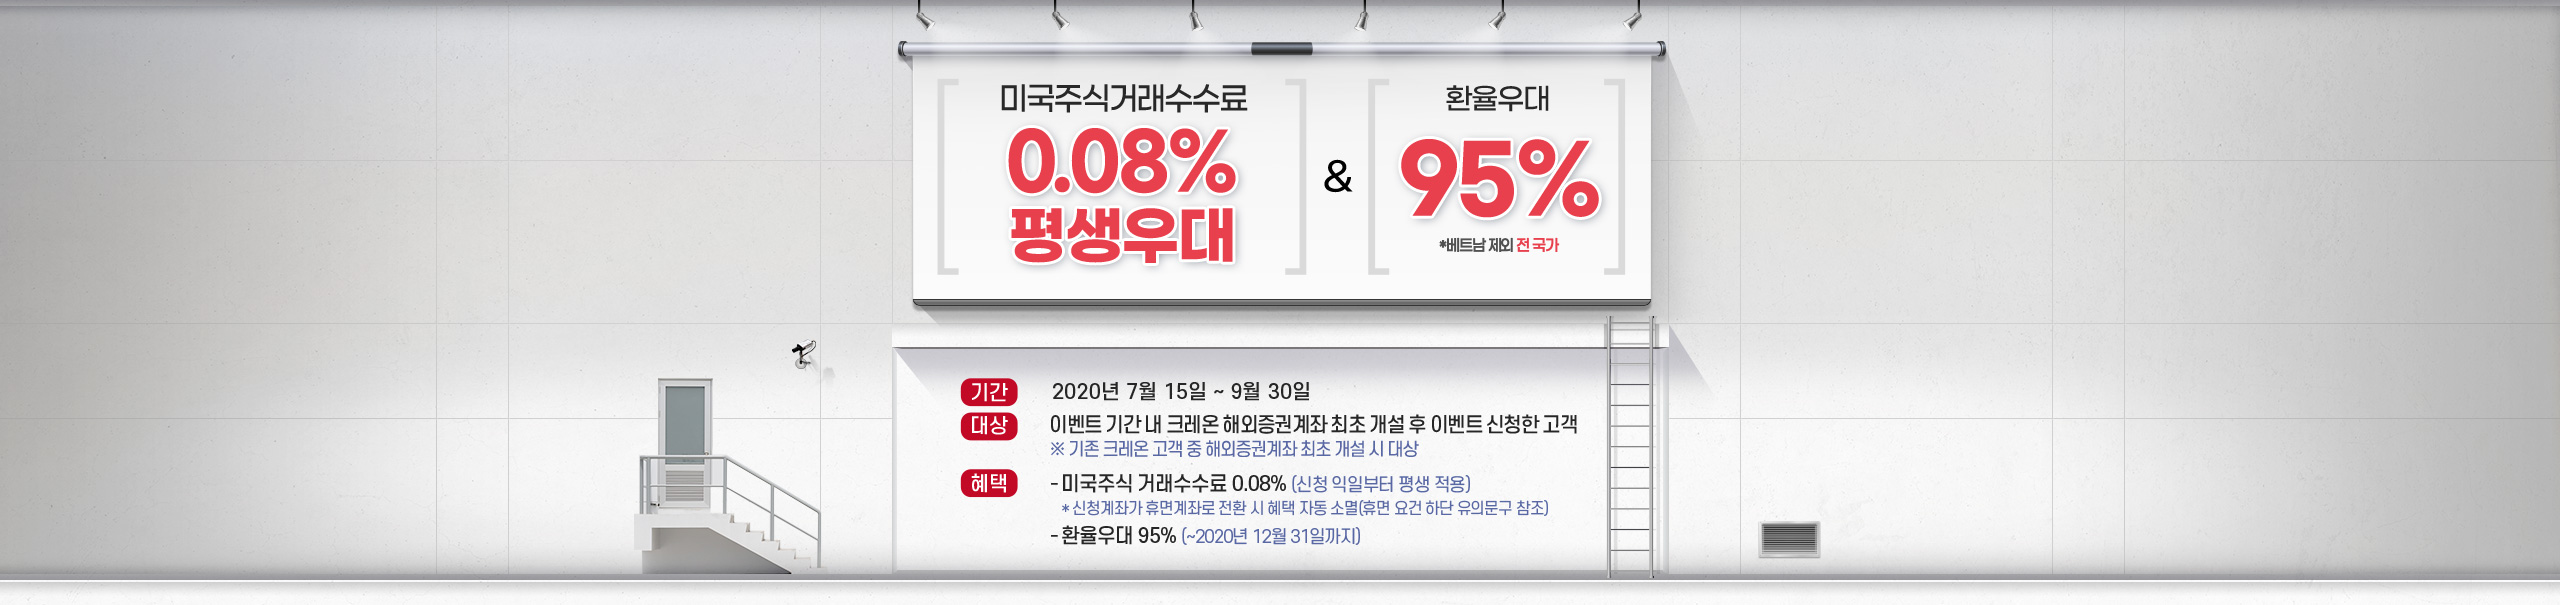 미국주식거래수수료
0.08%
평생우대
&
환율우대
95%
*베트남 제외 전 국가
기간 2020년 7월 15일 ~ 9월 30일
대상 이벤트 기간 내 크레온 해외증권계좌 최초 개설 후 이벤트 신청한 고객
※ 기존 크레온 고객 중 해외증권계좌 최초 개설 시 대상
혜택 - 미국주식 거래수수료 0.08% (신청 익일부터 평생 적용)
* 신청계좌가 휴면계좌로 전환 시 혜택 자동 소멸(휴면 요건 하단 유의문구 참조)
- 환율우대 95% (~2020년 12월 31일까지)